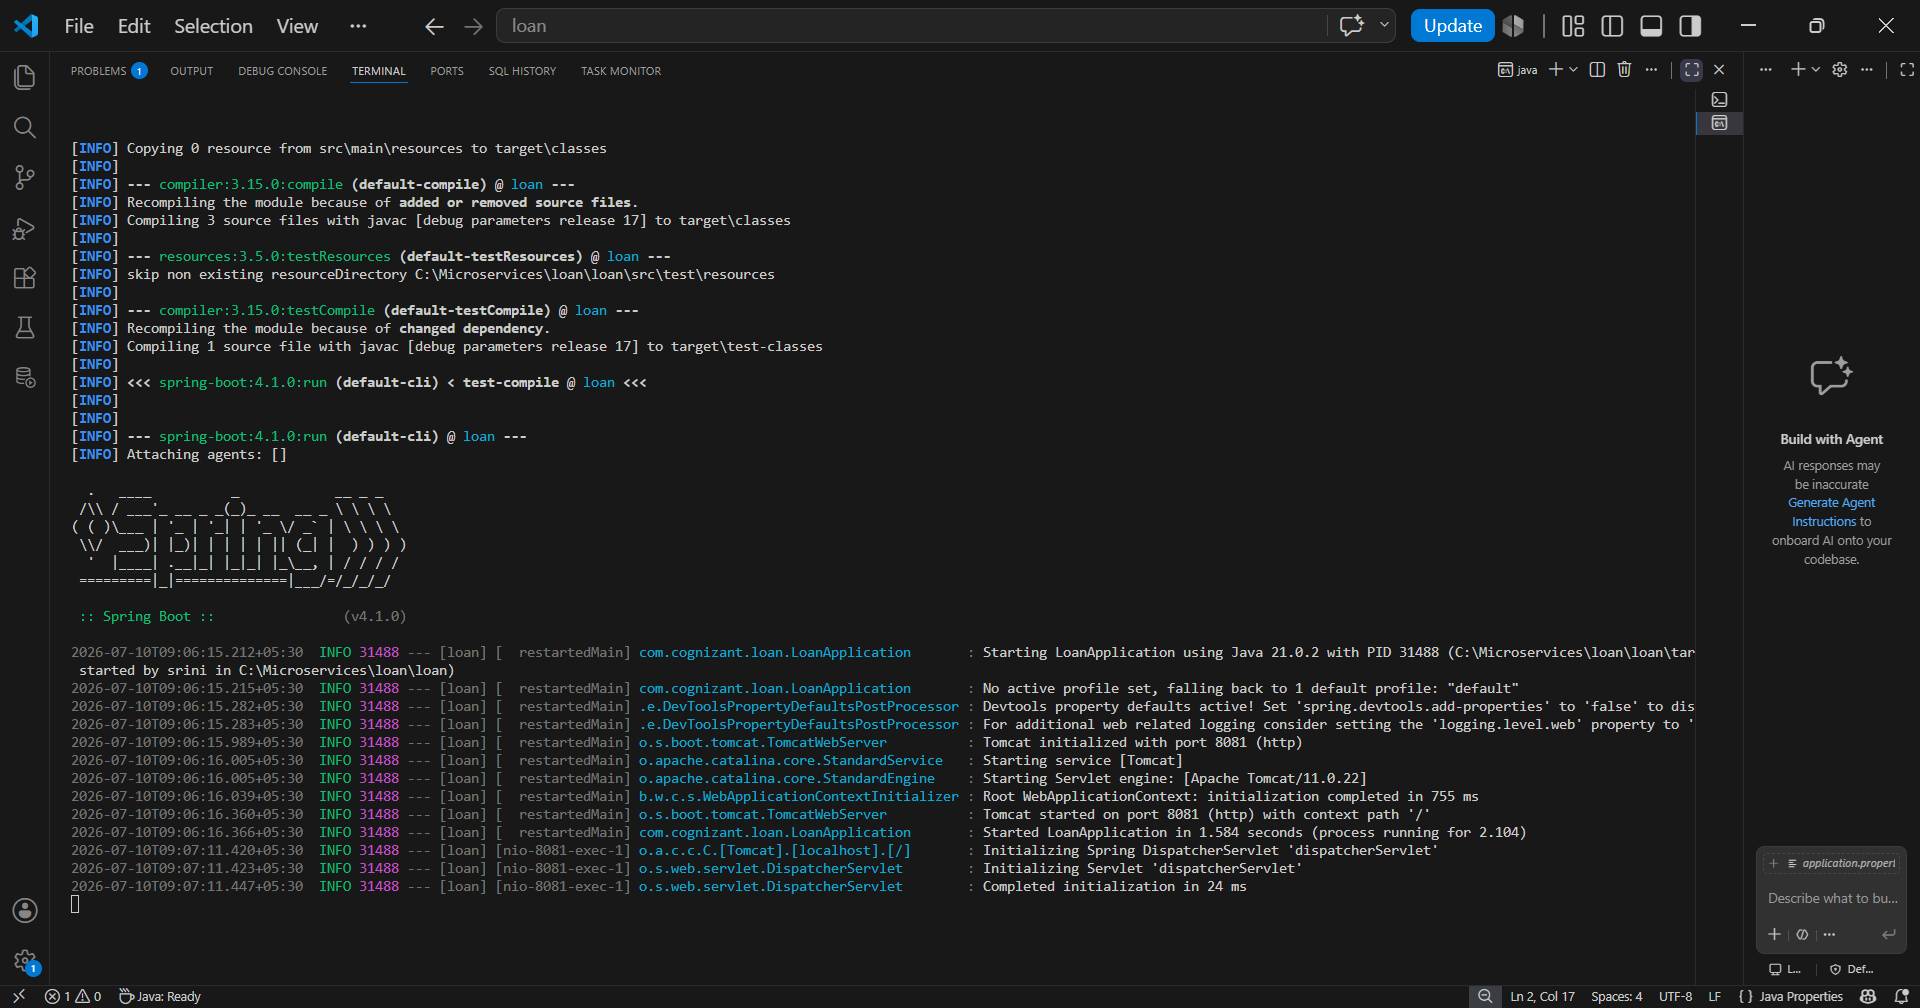 File Edit Selection View ··· loan Update
PROBLEMS 1 OUTPUT DEBUG CONSOLE TERMINAL PORTS SQL HISTORY TASK MONITOR java
[INFO] Copying 0 resource from src\main\resources to target\classes
[INFO]
[INFO] --- compiler:3.15.0:compile (default-compile) @ loan ---
[INFO] Recompiling the module because of added or removed source files.
[INFO] Compiling 3 source files with javac [debug parameters release 17] to target\classes
[INFO]
[INFO] --- resources:3.5.0:testResources (default-testResources) @ loan ---
[INFO] skip non existing resourceDirectory C:\Microservices\loan\loan\src\test\resources
[INFO]
[INFO] --- compiler:3.15.0:testCompile (default-testCompile) @ loan ---
[INFO] Recompiling the module because of changed dependency.
[INFO] Compiling 1 source file with javac [debug parameters release 17] to target\test-classes
[INFO]
[INFO] <<< spring-boot:4.1.0:run (default-cli) < test-compile @ loan <<<
[INFO]
[INFO]
[INFO] --- spring-boot:4.1.0:run (default-cli) @ loan ---
[INFO] Attaching agents: []
Spring
:: Spring Boot :: (v4.1.0)
2026-07-10T09:06:15.212+05:30 INFO 31488 --- [loan] [ restartedMain] com.cognizant.loan.LoanApplication : Starting LoanApplication using Java 21.0.2 with PID 31488 (C:\Microservices\loan\loan\tar
started by srini in C:\Microservices\loan\loan)
2026-07-10T09:06:15.215+05:30 INFO 31488 --- [loan] [ restartedMain] com.cognizant.loan.LoanApplication : No active profile set, falling back to 1 default profile: "default"
2026-07-10T09:06:15.282+05:30 INFO 31488 --- [loan] [ restartedMain] .e.DevToolsPropertyDefaultsPostProcessor : Devtools property defaults active! Set 'spring.devtools.add-properties' to 'false' to dis
2026-07-10T09:06:15.283+05:30 INFO 31488 --- [loan] [ restartedMain] .e.DevToolsPropertyDefaultsPostProcessor : For additional web related logging consider setting the 'logging.level.web' property to '
2026-07-10T09:06:15.989+05:30 INFO 31488 --- [loan] [ restartedMain] o.s.boot.tomcat.TomcatWebServer : Tomcat initialized with port 8081 (http)
2026-07-10T09:06:16.005+05:30 INFO 31488 --- [loan] [ restartedMain] o.apache.catalina.core.StandardService : Starting service [Tomcat]
2026-07-10T09:06:16.005+05:30 INFO 31488 --- [loan] [ restartedMain] o.apache.catalina.core.StandardEngine : Starting Servlet engine: [Apache Tomcat/11.0.22]
2026-07-10T09:06:16.039+05:30 INFO 31488 --- [loan] [ restartedMain] b.w.c.s.WebApplicationContextInitializer : Root WebApplicationContext: initialization completed in 755 ms
2026-07-10T09:06:16.360+05:30 INFO 31488 --- [loan] [ restartedMain] o.s.boot.tomcat.TomcatWebServer : Tomcat started on port 8081 (http) with context path '/'
2026-07-10T09:06:16.366+05:30 INFO 31488 --- [loan] [ restartedMain] com.cognizant.loan.LoanApplication : Started LoanApplication in 1.584 seconds (process running for 2.104)
2026-07-10T09:07:11.420+05:30 INFO 31488 --- [loan] [nio-8081-exec-1] o.a.c.c.C.[Tomcat].[localhost].[/] : Initializing Spring DispatcherServlet 'dispatcherServlet'
2026-07-10T09:07:11.423+05:30 INFO 31488 --- [loan] [nio-8081-exec-1] o.s.web.servlet.DispatcherServlet : Initializing Servlet 'dispatcherServlet'
2026-07-10T09:07:11.447+05:30 INFO 31488 --- [loan] [nio-8081-exec-1] o.s.web.servlet.DispatcherServlet : Completed initialization in 24 ms
Build with Agent
AI responses may
be inaccurate
Generate Agent
Instructions to
onboard AI onto your
codebase.
application.propert
Describe what to bu...
L... Def...
1
1 0 Java: Ready Ln 2, Col 17 Spaces: 4 UTF-8 LF {} Java Properties